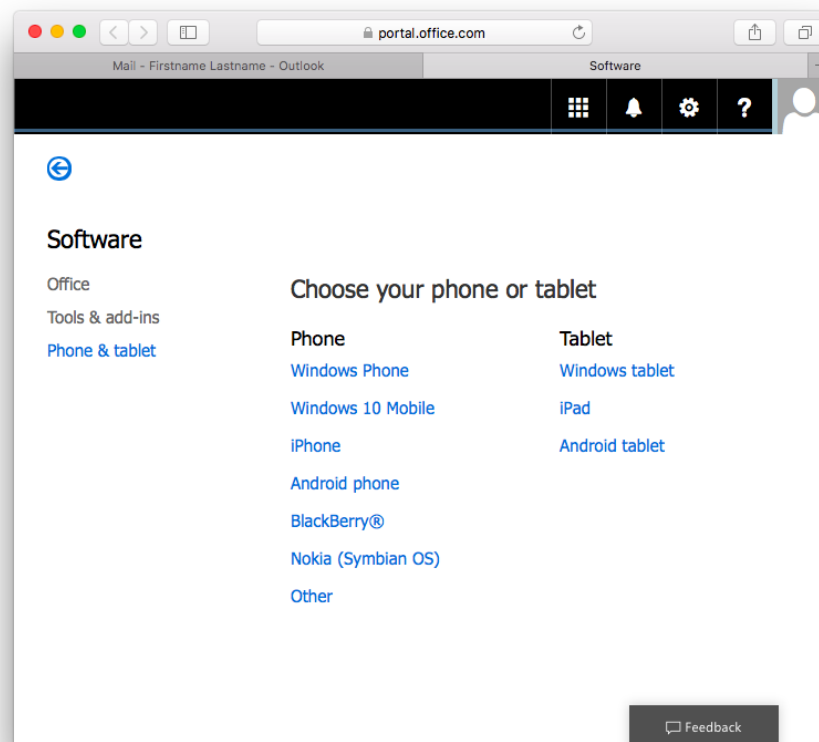 portal.office.com
Mail - Firstname Lastname - Outlook
Software
?
Software
Office
Tools & add-ins
Phone & tablet
Choose your phone or tablet
Phone
Windows Phone
Windows 10 Mobile
iPhone
Android phone
BlackBerry®
Nokia (Symbian OS)
Other
Tablet
Windows tablet
iPad
Android tablet
Feedback